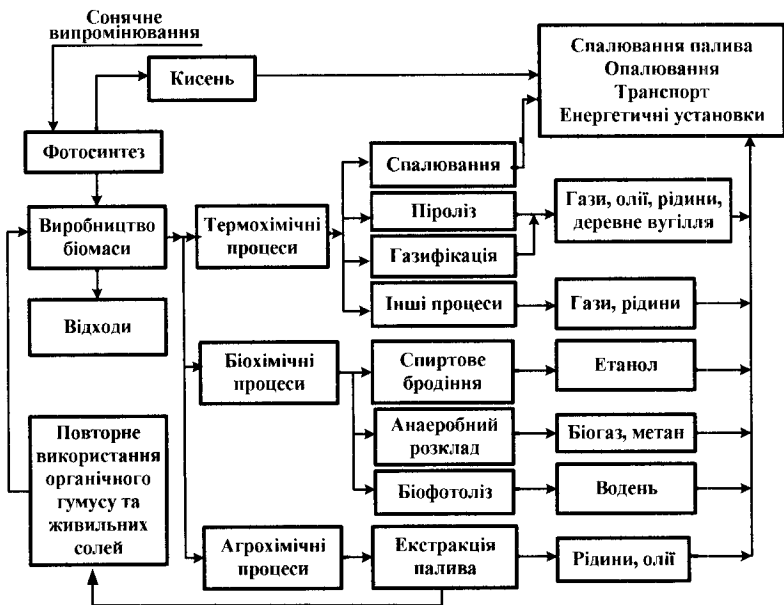 Сонячне
випромінювання
Кисень
Спалювання палива
Опалювання
Транспорт
Енергетичні установки
Фотосинтез
Виробництво
біомаси
Відходи
Повторне
використання
органічного
гумусу та
живильних
солей
Термохімічні
процеси
Спалювання
Піроліз
Газифікація
Інші процеси
Гази, олії, рідини,
деревне вугілля
Гази, рідини
Біохімічні
процеси
Спиртове
бродіння
Етанол
Анаеробний
розклад
Біогаз, метан
Біофотоліз
Водень
Агрохімічні
процеси
Екстракція
палива
Рідини, олії